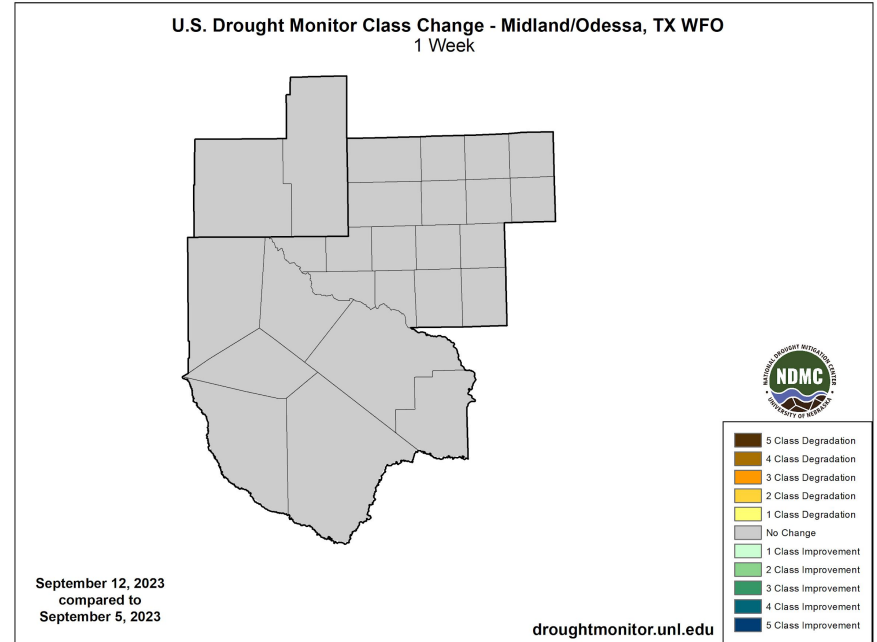 U.S. Drought Monitor Class Change - Midland/Odessa, TX WFO
1 Week
NATIONAL DROUGHT MITIGATION CENTER
NDMC
UNIVERSITY OF NEBRASKA
5 Class Degradation
4 Class Degradation
3 Class Degradation
2 Class Degradation
1 Class Degradation
No Change
1 Class Improvement
2 Class Improvement
3 Class Improvement
4 Class Improvement
5 Class Improvement
September 12, 2023
compared to
September 5, 2023
droughtmonitor.unl.edu